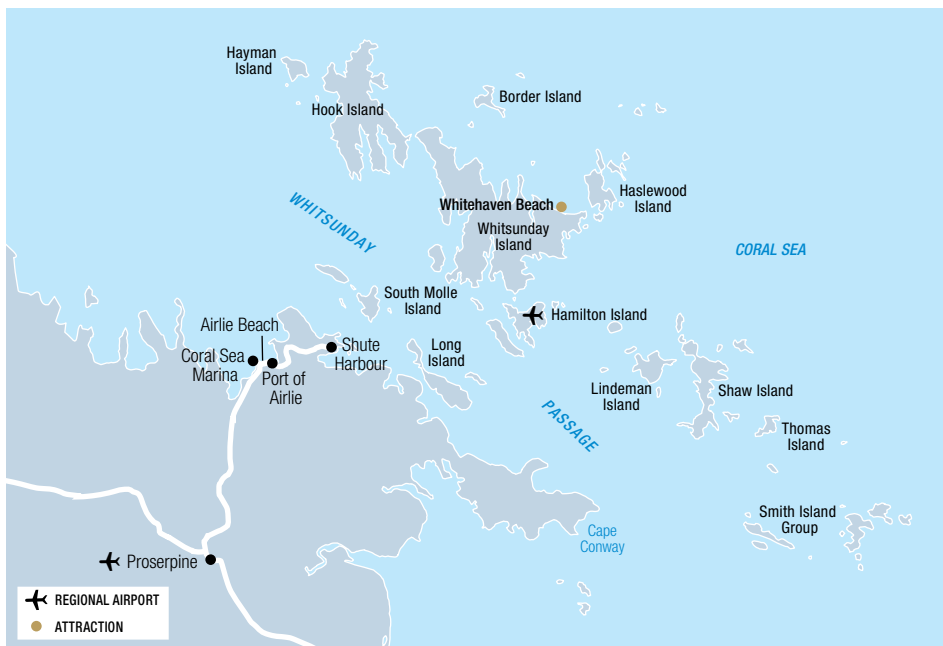 Hayman
Island
Hook Island
Border Island
Haslewood
Island
Whitehaven Beach
Whitsunday
Island
WHITSUNDAY
CORAL SEA
South Molle
Island
Hamilton Island
Airlie Beach
Coral Sea
Marina
Port of
Airlie
Shute
Harbour
Long
Island
Lindeman
Island
Shaw Island
PASSAGE
Thomas
Island
Smith Island
Group
Cape
Conway
Proserpine
REGIONAL AIRPORT
ATTRACTION